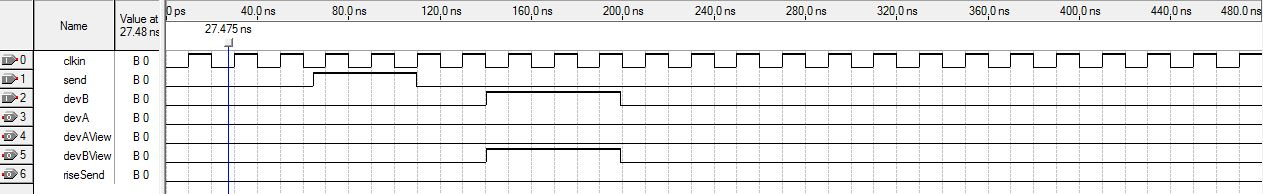 Name
Value at
27.48 ns
0 ps
40.0 ns
80.0 ns
120.0 ns
160.0 ns
200.0 ns
240.0 ns
280.0 ns
320.0 ns
360.0 ns
400.0 ns
440.0 ns
480.0 ns
27.475 ns
0 clkin B 0
1 send B 0
2 devB B 0
3 devA B 0
4 devAView B 0
5 devBView B 0
6 riseSend B 0